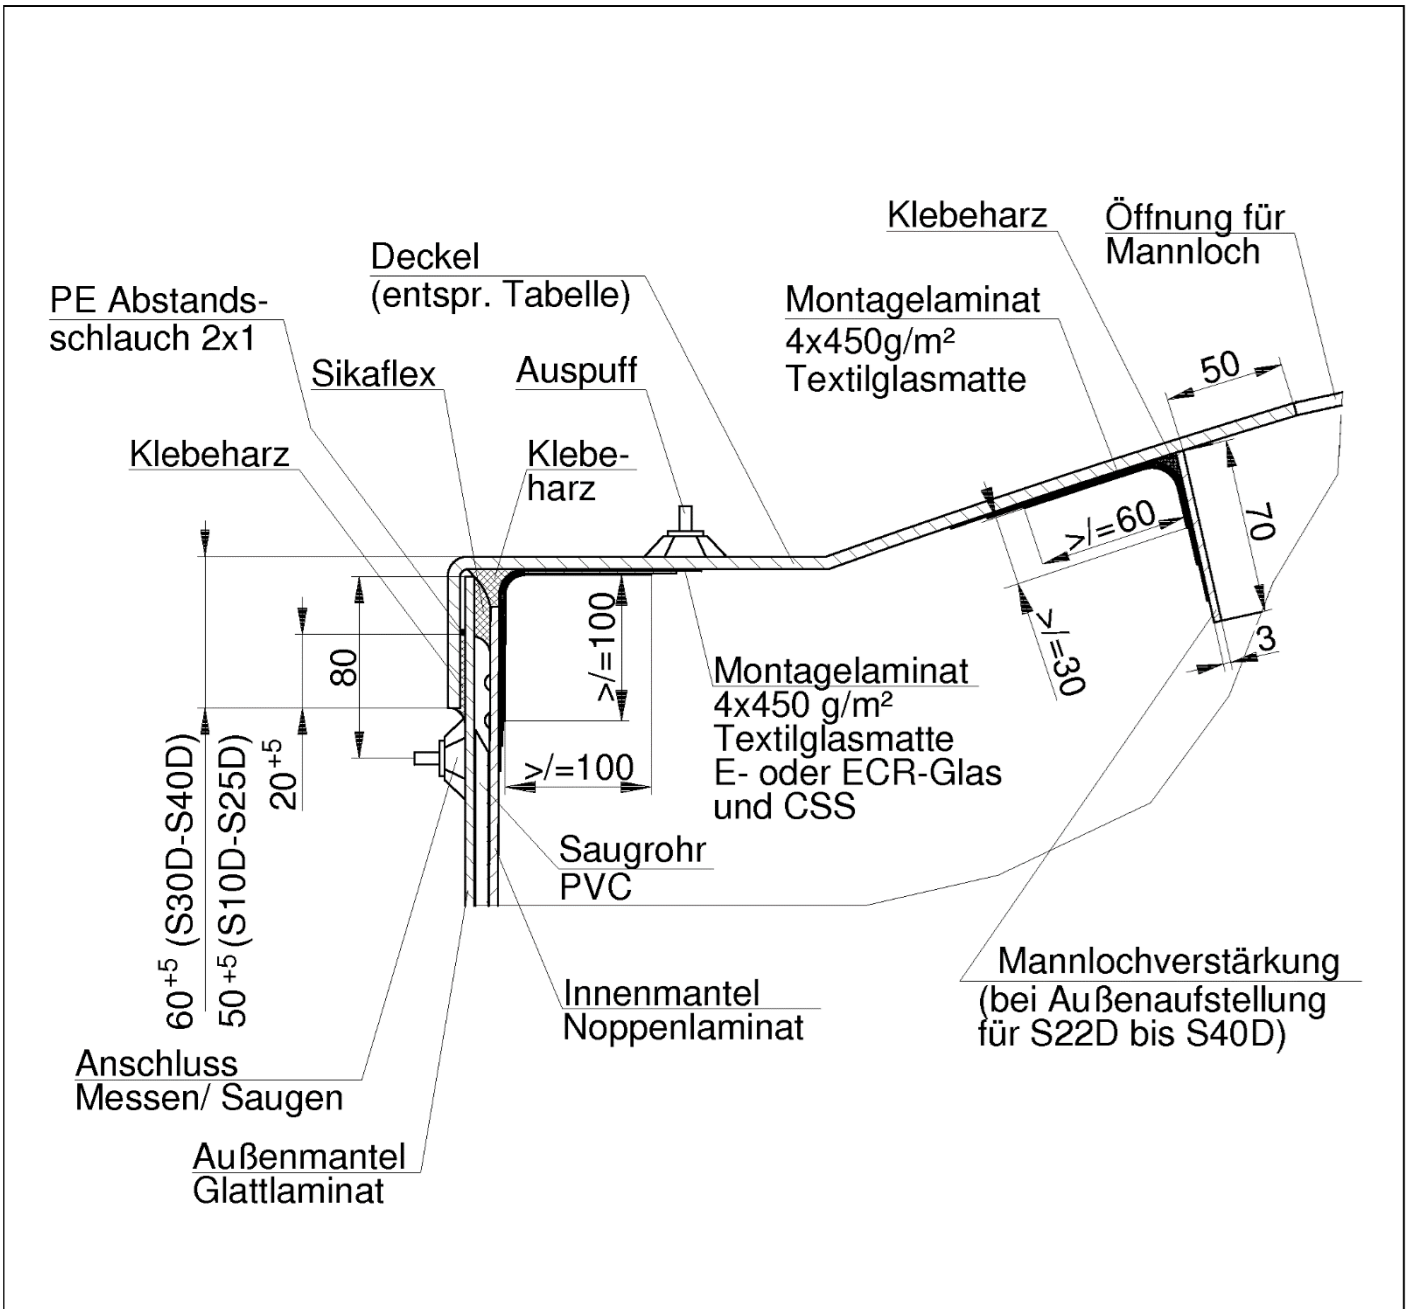 Klebeharz
Öffnung für
Mannloch
Deckel
(entspr. Tabelle)
PE Abstands-
schlauch 2x1
Montagelaminat
4x450g/m²
Textilglasmatte
Sikaflex
Auspuff
50
Klebeharz
Klebe-
harz
>/=60
70
>/=100
80
>/=30
3
Montagelaminat
4x450 g/m²
Textilglasmatte
E- oder ECR-Glas
und CSS
>/=100
20⁺⁵
60⁺⁵ (S30D-S40D)
50⁺⁵ (S10D-S25D)
Saugrohr
PVC
Mannlochverstärkung
(bei Außenaufstellung
für S22D bis S40D)
Innenmantel
Noppenlaminat
Anschluss
Messen/ Saugen
Außenmantel
Glattlaminat